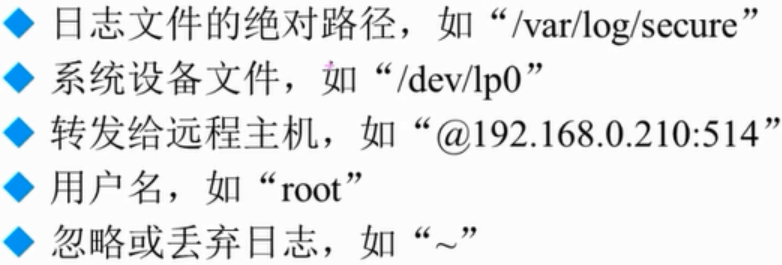 日志文件的绝对路径，如“/var/log/secure”
系统设备文件，如“/dev/lp0”
转发给远程主机，如“@192.168.0.210:514”
用户名，如“root”
忽略或丢弃日志，如“~”